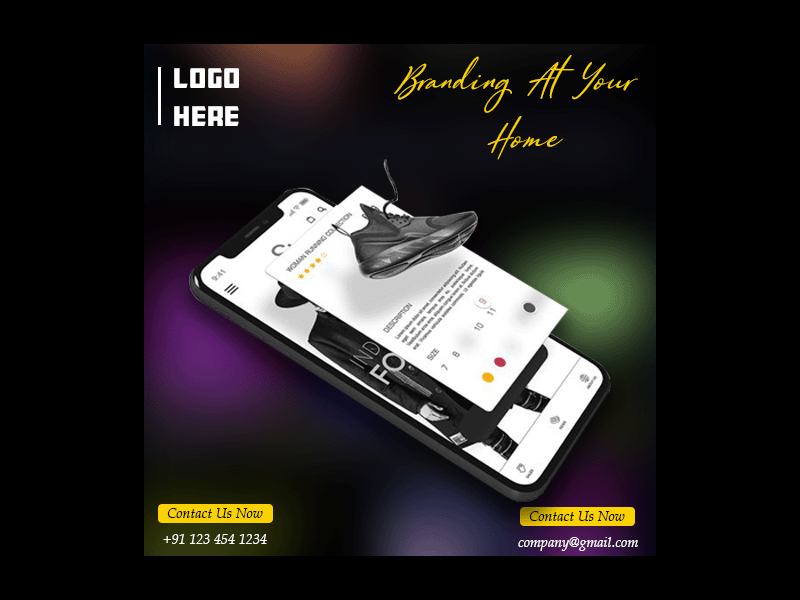 LOGO
HERE
Branding At Your
Home
9:41
WOMAN RUNNING COLLECTION
DESCRIPTION
SIZE
7 8 10 11
9
IND
FO
Contact Us Now
+91 123 454 1234
Contact Us Now
company@gmail.com